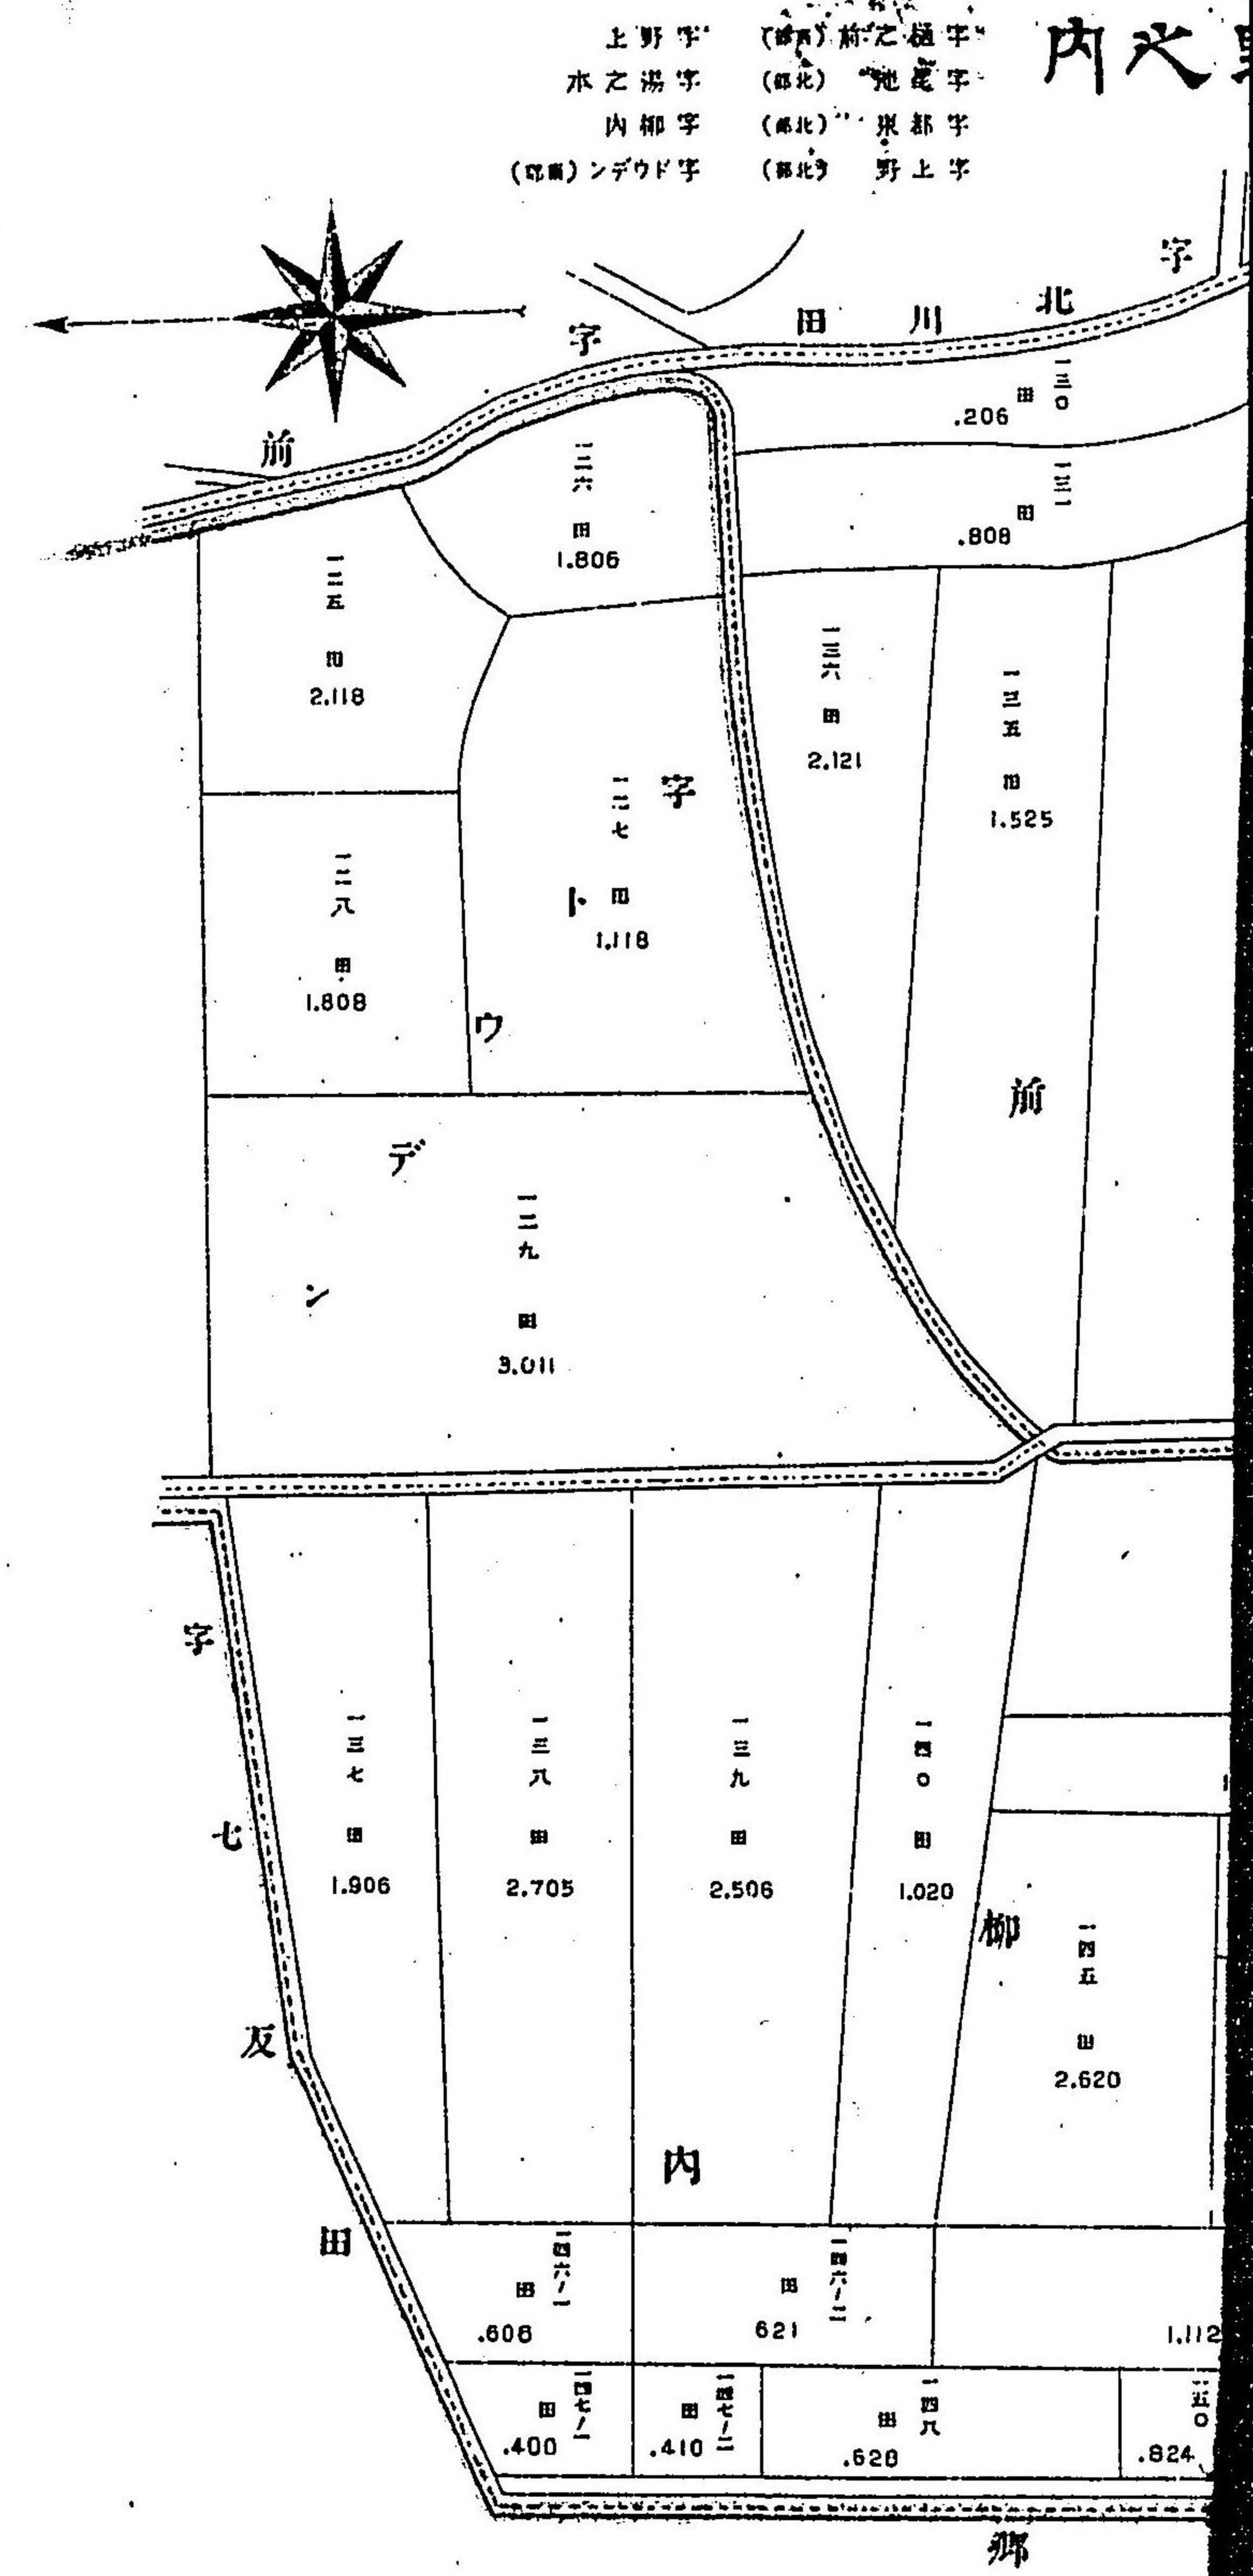 内之野
字樋之前(西部)　字野上
字池尾(北部)　字湯之木
字都泉(北部)　字柳内
字上野(北部)　字ドウデン(南部)
字
北
川
田
字
前
一三〇
田
.206
一三一
田
.808
一二六
田
1.806
一二五
田
2.118
一三六
田
2.121
一三五
田
1.525
字
一二七
田
1.118
ト
ウ
デ
ン
一二八
田
1.808
前
一二九
田
3.011
字
七
反
田
一三七
田
1.906
一三八
田
2.705
一三九
田
2.506
一四〇
田
1.020
柳
内
一四五
田
2.620
一四六ノ一
田
.606
一四六ノ二
田
621
1.112
一四七ノ一
田
.400
一四七ノ二
田
.410
一四八
田
.628
一五〇
.824
郷